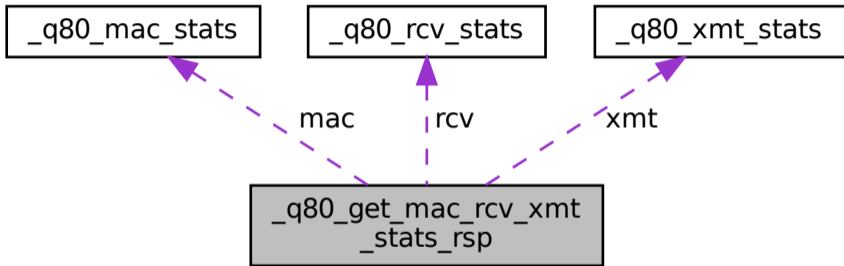 _q80_mac_stats
_q80_rcv_stats
_q80_xmt_stats
mac
rcv
xmt
_q80_get_mac_rcv_xmt
_stats_rsp